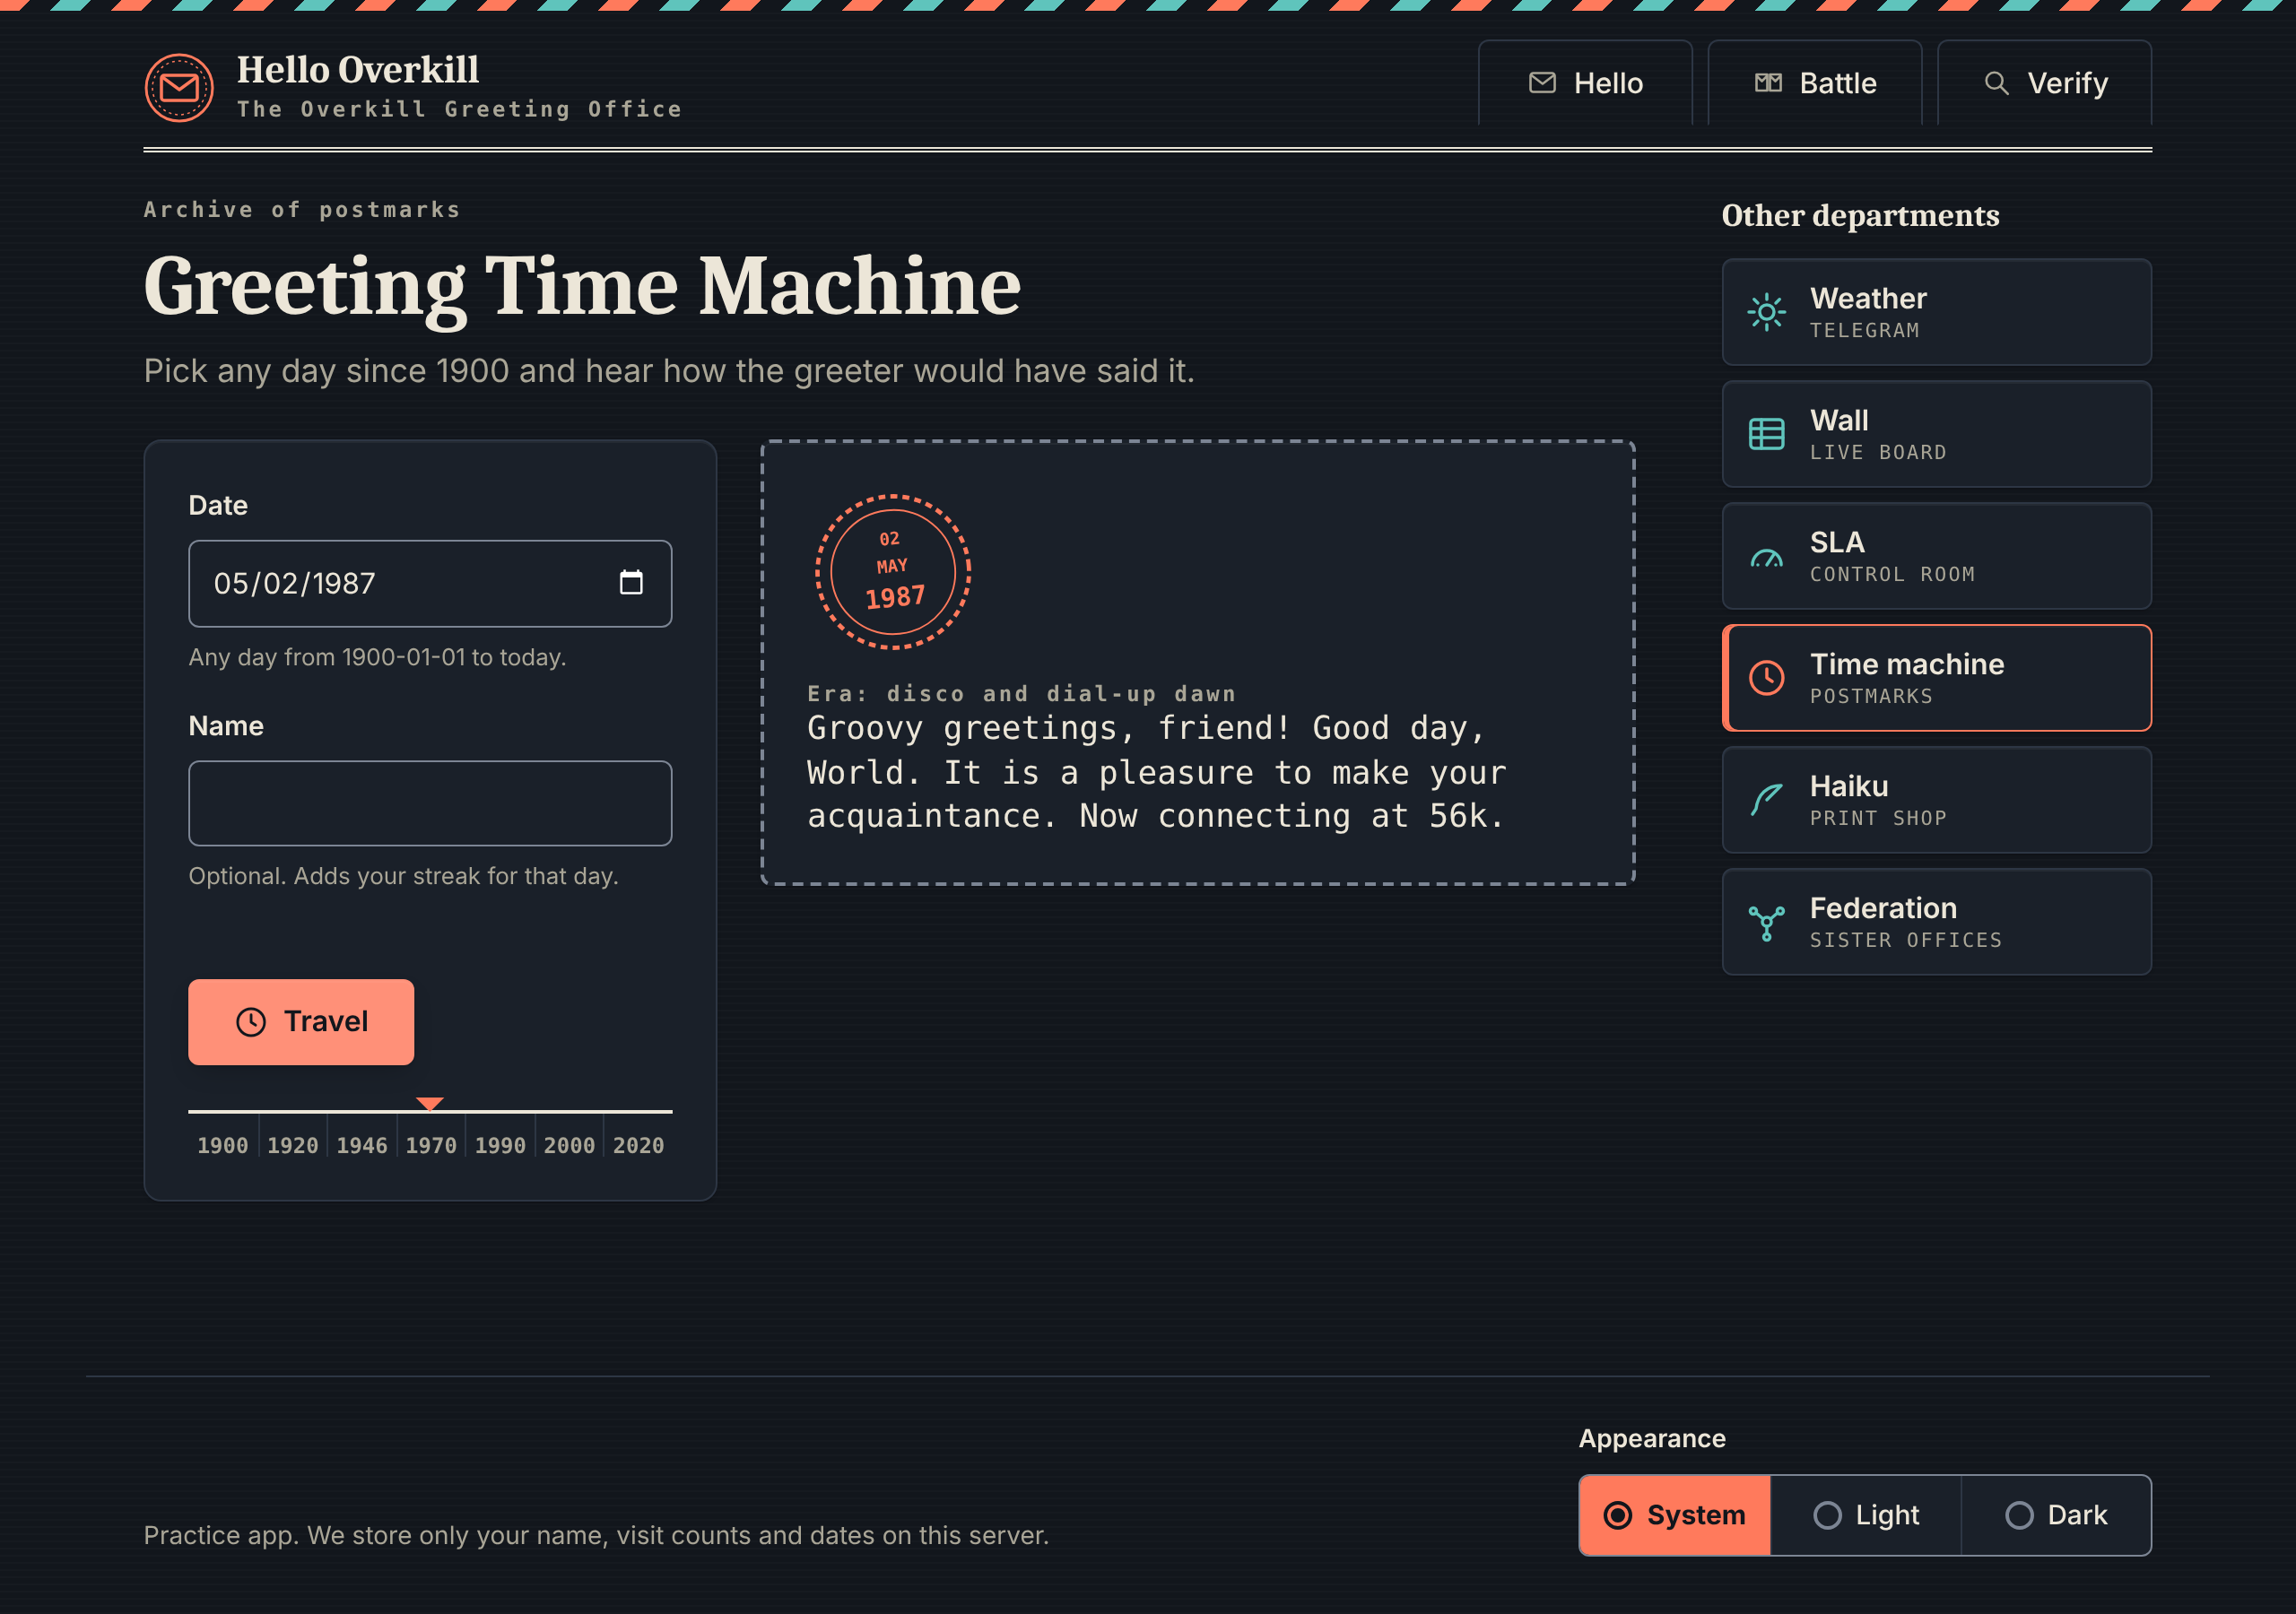 Hello Overkill
The Overkill Greeting Office
Hello
Battle
Verify
Archive of postmarks
Greeting Time Machine
Pick any day since 1900 and hear how the greeter would have said it.
Date
05/02/1987
Any day from 1900-01-01 to today.
Name
Optional. Adds your streak for that day.
Travel
1900 1920 1946 1970 1990 2000 2020
02
MAY
1987
Era: disco and dial-up dawn
Groovy greetings, friend! Good day,
World. It is a pleasure to make your
acquaintance. Now connecting at 56k.
Other departments
Weather
TELEGRAM
Wall
LIVE BOARD
SLA
CONTROL ROOM
Time machine
POSTMARKS
Haiku
PRINT SHOP
Federation
SISTER OFFICES
Practice app. We store only your name, visit counts and dates on this server.
Appearance
System
Light
Dark